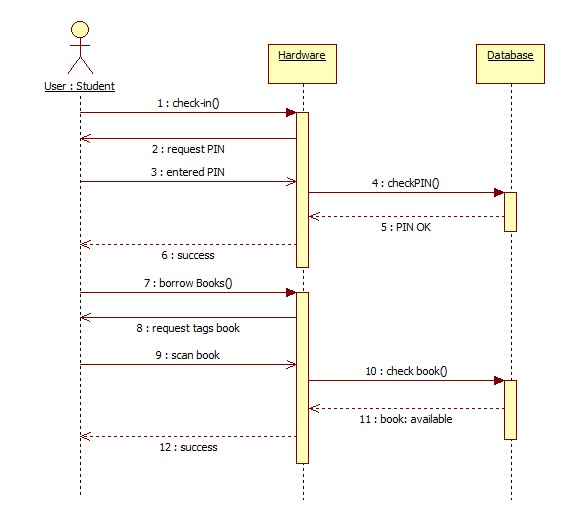 Hardware
Database
User : Student
1 : check-in()
2 : request PIN
3 : entered PIN
4 : checkPIN()
5 : PIN OK
6 : success
7 : borrow Books()
8 : request tags book
9 : scan book
10 : check book()
11 : book: available
12 : success